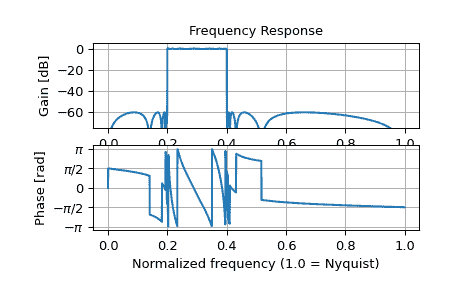 Frequency Response
Gain [dB]
0
−20
−40
−60
0.0 0.2 0.4 0.6 0.8 1.0
Phase [rad]
π
π/2
0
−π/2
−π
0.0 0.2 0.4 0.6 0.8 1.0
Normalized frequency (1.0 = Nyquist)